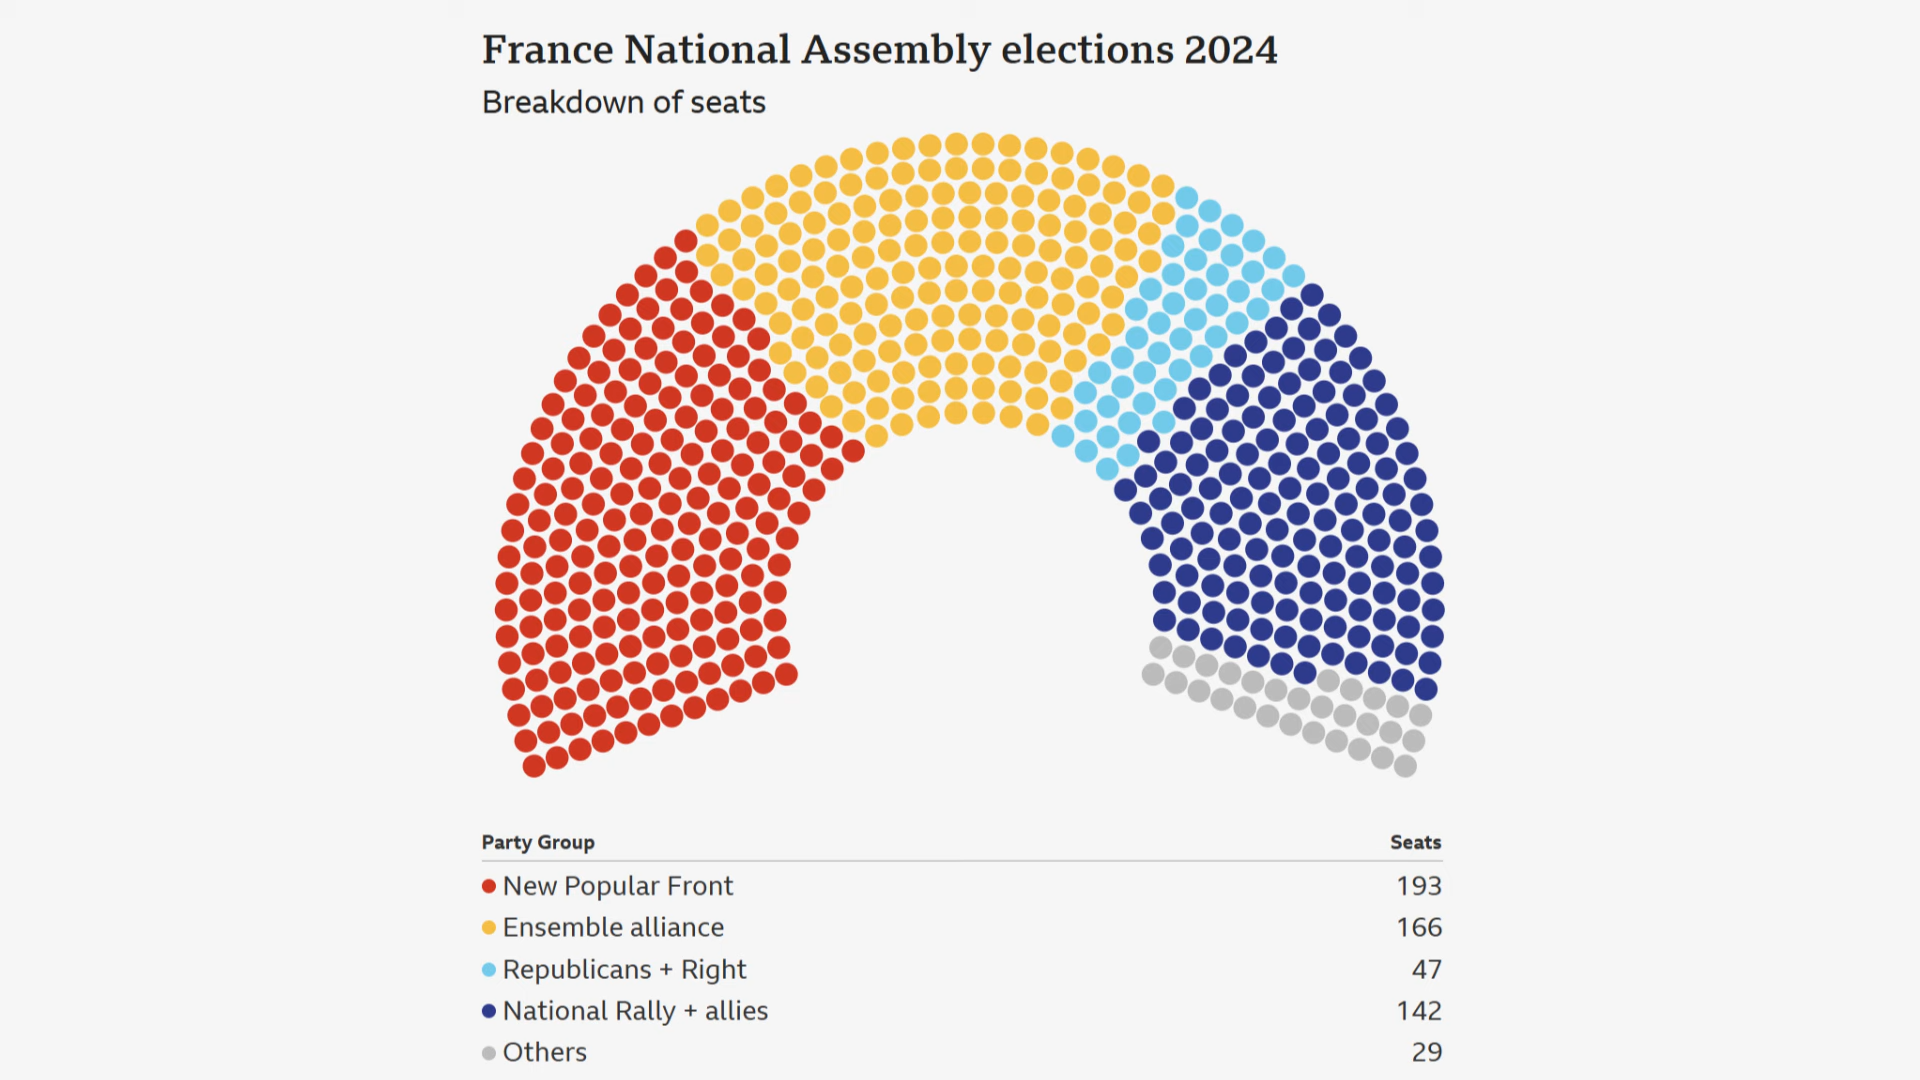 France National Assembly elections 2024
Breakdown of seats
Party Group Seats
New Popular Front 193
Ensemble alliance 166
Republicans + Right 47
National Rally + allies 142
Others 29